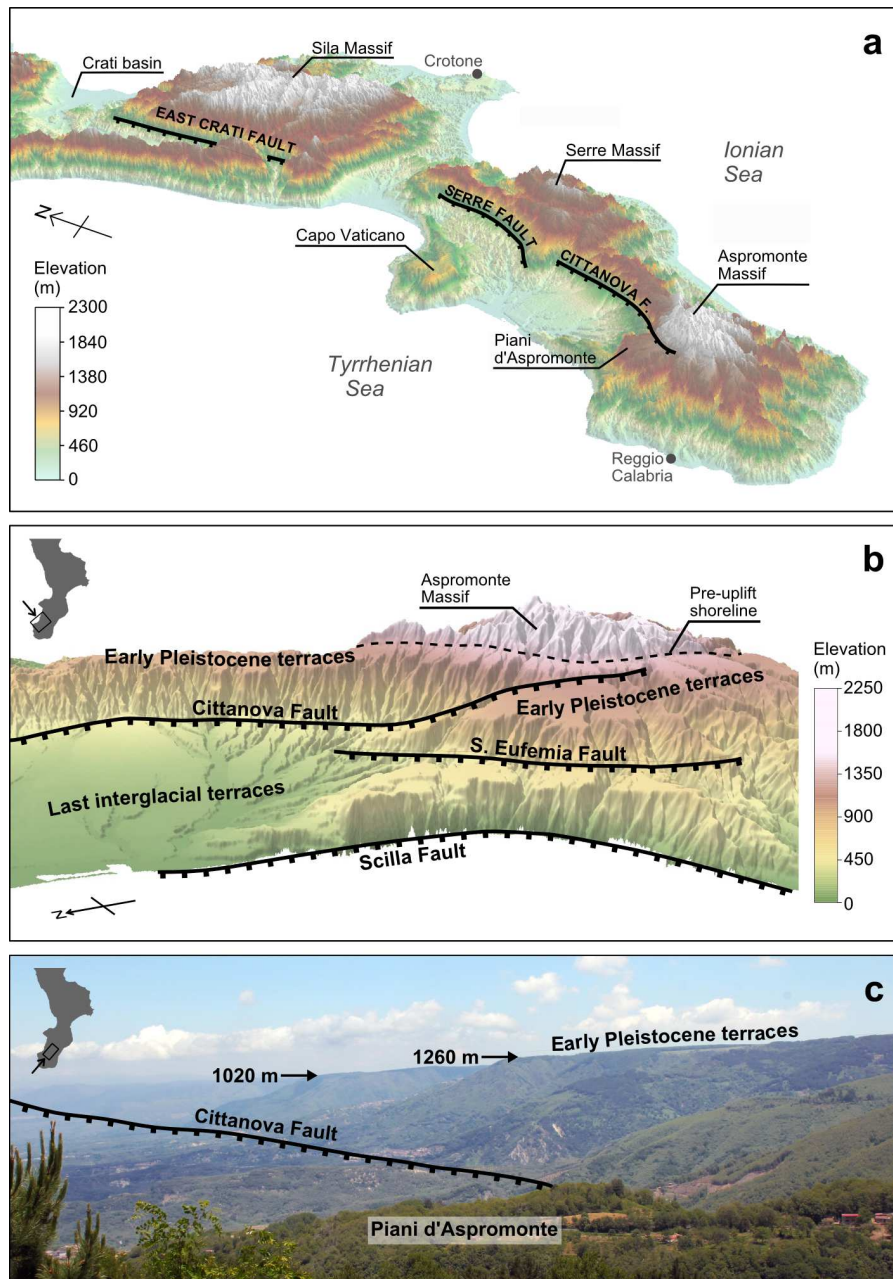 a
Sila Massif
Crati basin
Crotone
EAST CRATI FAULT
Serre Massif
Ionian
Sea
SERRE FAULT
N
Capo Vaticano
CITTANOVA F.
Aspromonte
Massif
Elevation
(m)
2300
1840
1380
920
460
0
Tyrrhenian
Sea
Piani
d'Aspromonte
Reggio
Calabria
b
Aspromonte
Massif
Pre-uplift
shoreline
Early Pleistocene terraces
Elevation
(m)
2250
1800
1350
900
450
0
Early Pleistocene terraces
Cittanova Fault
S. Eufemia Fault
Last interglacial terraces
Scilla Fault
N
c
Early Pleistocene terraces
1260 m
1020 m
Cittanova Fault
Piani d'Aspromonte